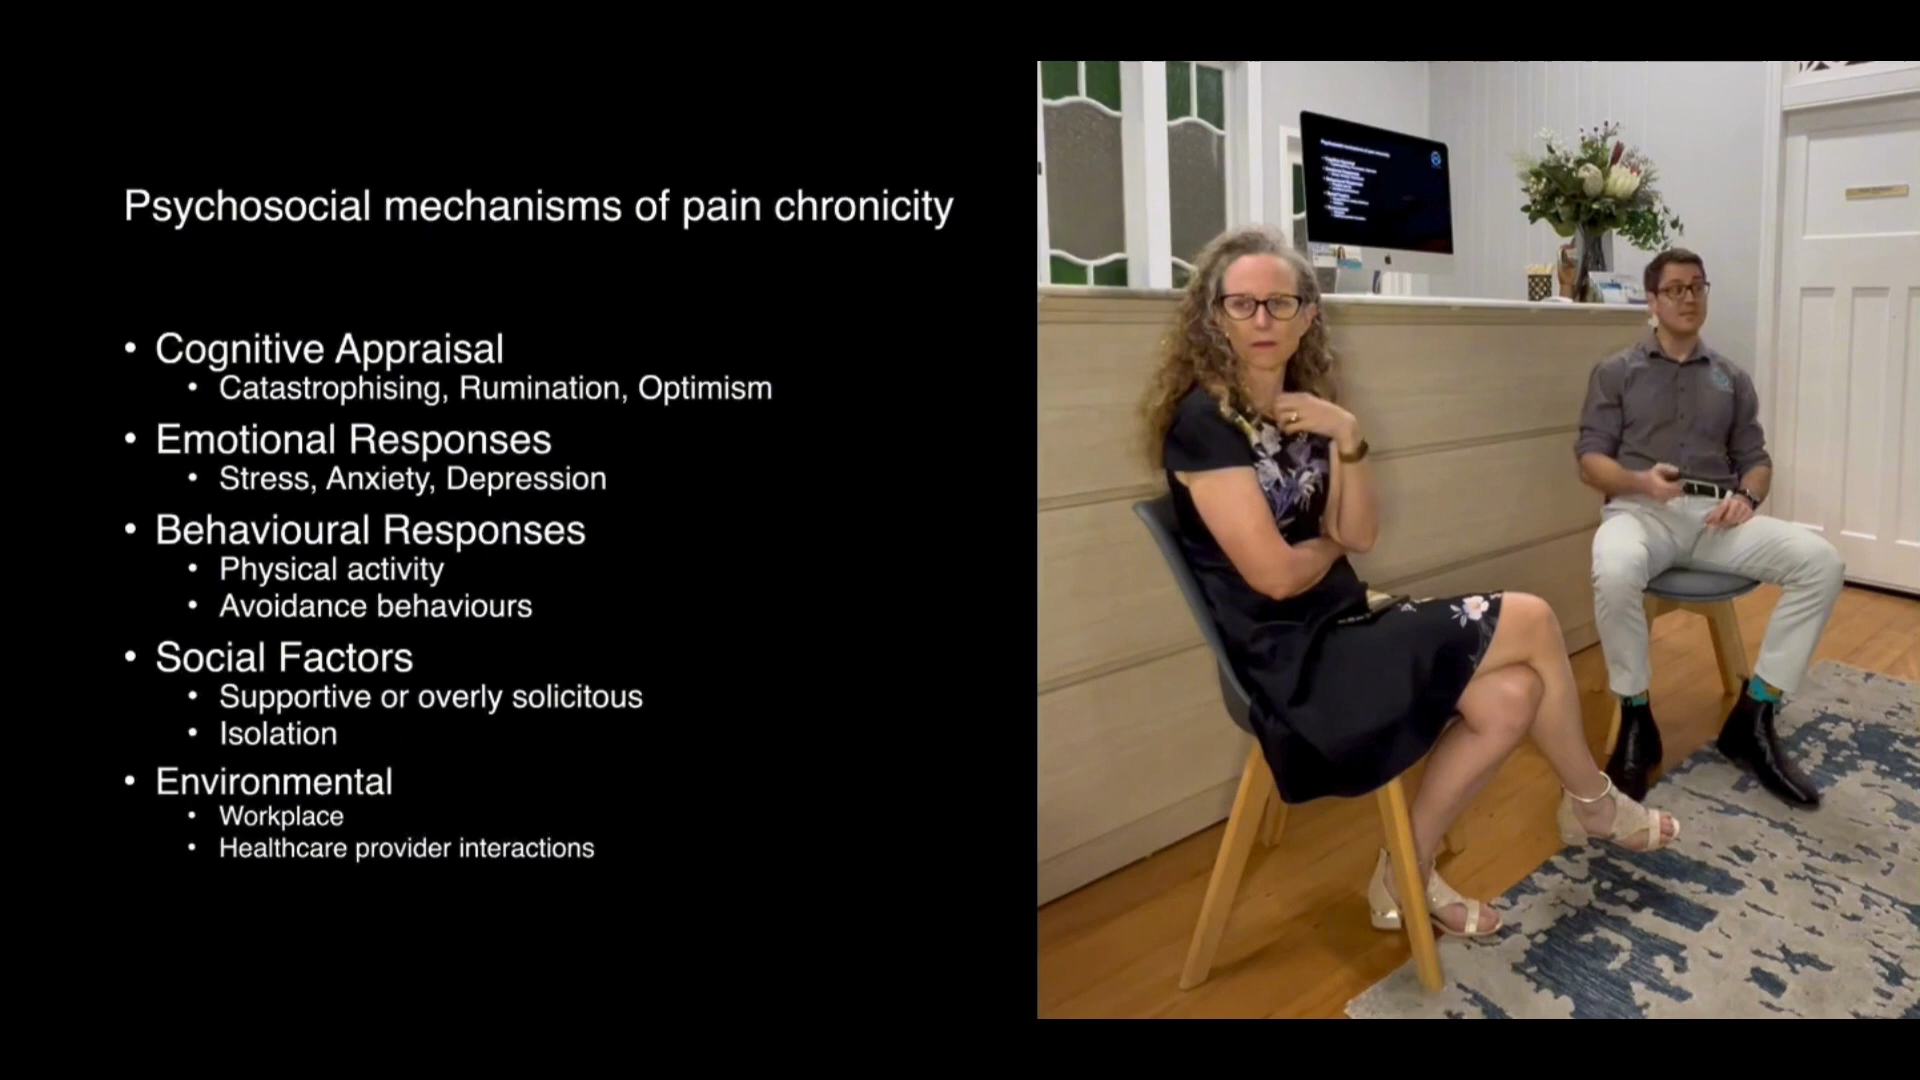 Psychosocial mechanisms of pain chronicity
• Cognitive Appraisal
• Catastrophising, Rumination, Optimism
• Emotional Responses
• Stress, Anxiety, Depression
• Behavioural Responses
• Physical activity
• Avoidance behaviours
• Social Factors
• Supportive or overly solicitous
• Isolation
• Environmental
• Workplace
• Healthcare provider interactions